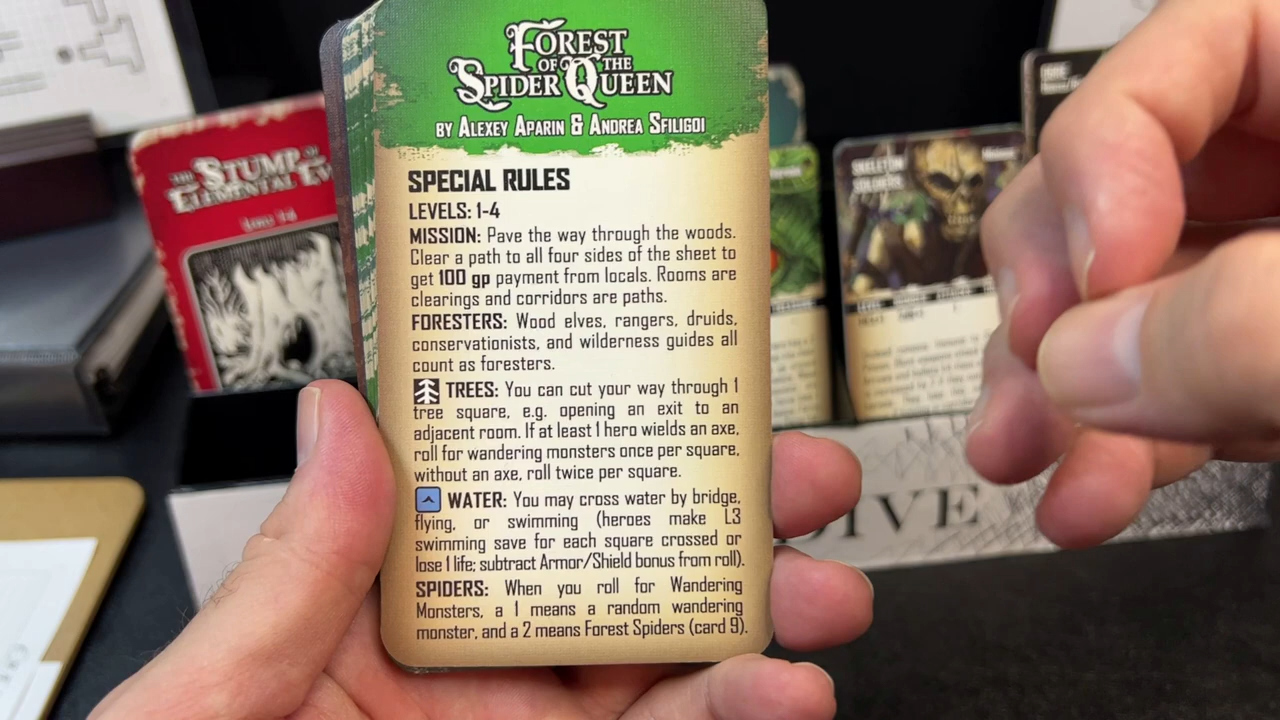 FOREST
OF THE
SPIDER QUEEN
BY ALEXEY APARIN & ANDREA SFILIGOI
SPECIAL RULES
LEVELS: 1-4
MISSION: Pave the way through the woods.
Clear a path to all four sides of the sheet to
get 100 gp payment from locals. Rooms are
clearings and corridors are paths.
FORESTERS: Wood elves, rangers, druids,
conservationists, and wilderness guides all
count as foresters.
TREES: You can cut your way through 1
tree square, e.g. opening an exit to an
adjacent room. If at least 1 hero wields an axe,
roll for wandering monsters once per square,
without an axe, roll twice per square.
WATER: You may cross water by bridge,
flying, or swimming (heroes make L3
swimming save for each square crossed or
lose 1 life; subtract Armor/Shield bonus from roll).
SPIDERS: When you roll for Wandering
Monsters, a 1 means a random wandering
monster, and a 2 means Forest Spiders (card 9).
THE STUMP OF
ELEMENTAL EV
SKELETON
SOLDIERS
DIVE